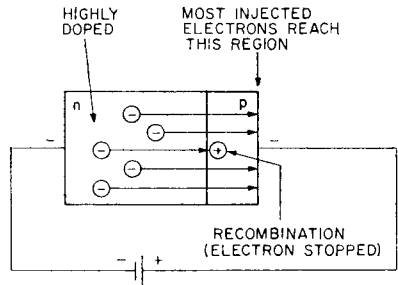 HIGHLY
DOPED
MOST INJECTED
ELECTRONS REACH
THIS REGION
n
p
−
−
−
−
−
+
−
−
−
RECOMBINATION
(ELECTRON STOPPED)
− +